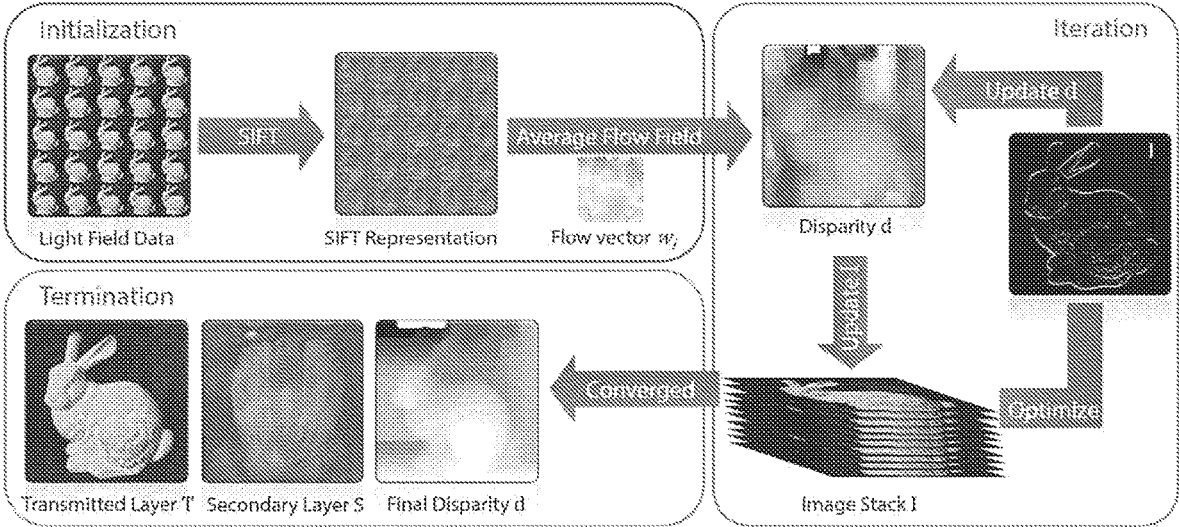 Initialization
SIFT
Average Flow Field
Light Field Data
SIFT Representation
Flow vector w_j
Iteration
Update d
Disparity d
Update I
Optimize
Image Stack I
Converged
Termination
Transmitted Layer T
Secondary Layer S
Final Disparity d